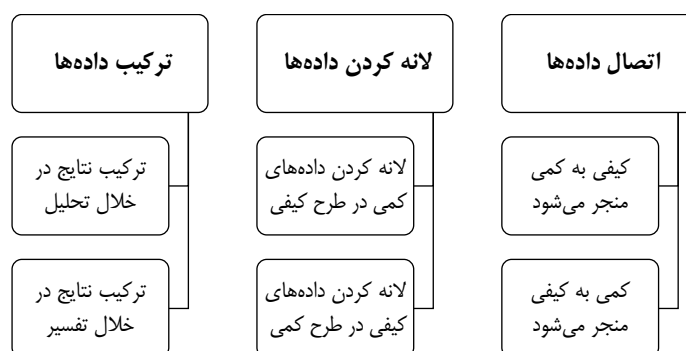 اتصال داده‌ها
کیفی به کمی
منجر می‌شود
کمی به کیفی
منجر می‌شود
لانه کردن داده‌ها
لانه کردن داده‌های
کمی در طرح کیفی
لانه کردن داده‌های
کیفی در طرح کمی
ترکیب داده‌ها
ترکیب نتایج در
خلال تحلیل
ترکیب نتایج در
خلال تفسیر